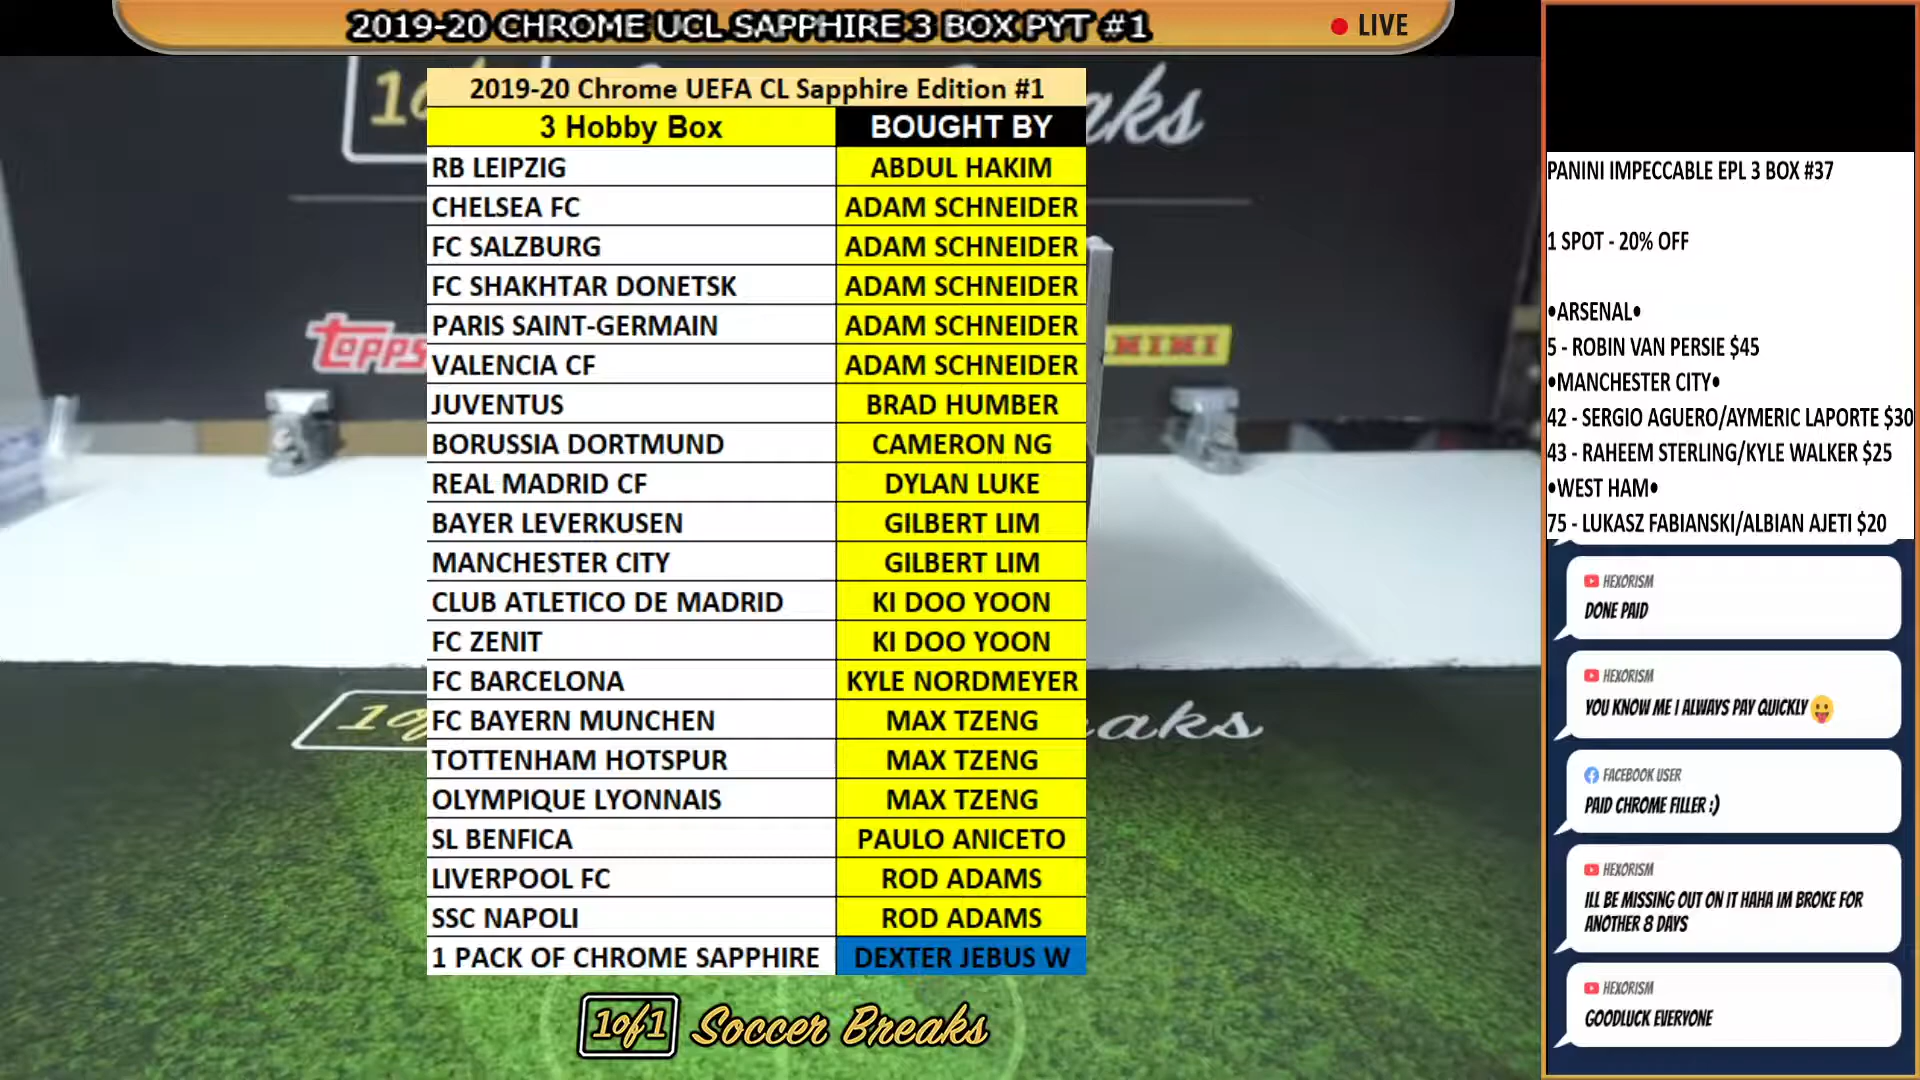 2019-20 CHROME UCL SAPPHIRE 3 BOX PYT #1
LIVE
2019-20 Chrome UEFA CL Sapphire Edition #1
3 Hobby Box BOUGHT BY
RB LEIPZIG ABDUL HAKIM
CHELSEA FC ADAM SCHNEIDER
FC SALZBURG ADAM SCHNEIDER
FC SHAKHTAR DONETSK ADAM SCHNEIDER
PARIS SAINT-GERMAIN ADAM SCHNEIDER
VALENCIA CF ADAM SCHNEIDER
JUVENTUS BRAD HUMBER
BORUSSIA DORTMUND CAMERON NG
REAL MADRID CF DYLAN LUKE
BAYER LEVERKUSEN GILBERT LIM
MANCHESTER CITY GILBERT LIM
CLUB ATLETICO DE MADRID KI DOO YOON
FC ZENIT KI DOO YOON
FC BARCELONA KYLE NORDMEYER
FC BAYERN MUNCHEN MAX TZENG
TOTTENHAM HOTSPUR MAX TZENG
OLYMPIQUE LYONNAIS MAX TZENG
SL BENFICA PAULO ANICETO
LIVERPOOL FC ROD ADAMS
SSC NAPOLI ROD ADAMS
1 PACK OF CHROME SAPPHIRE DEXTER JEBUS W
topps
1of1 Soccer Breaks
PANINI IMPECCABLE EPL 3 BOX #37
1 SPOT - 20% OFF
•ARSENAL•
5 - ROBIN VAN PERSIE $45
•MANCHESTER CITY•
42 - SERGIO AGUERO/AYMERIC LAPORTE $30
43 - RAHEEM STERLING/KYLE WALKER $25
•WEST HAM•
75 - LUKASZ FABIANSKI/ALBIAN AJETI $20
HEXORISM
DONE PAID
HEXORISM
YOU KNOW ME I ALWAYS PAY QUICKLY😛
FACEBOOK USER
PAID CHROME FILLER :)
HEXORISM
ILL BE MISSING OUT ON IT HAHA IM BROKE FOR
ANOTHER 8 DAYS
HEXORISM
GOODLUCK EVERYONE